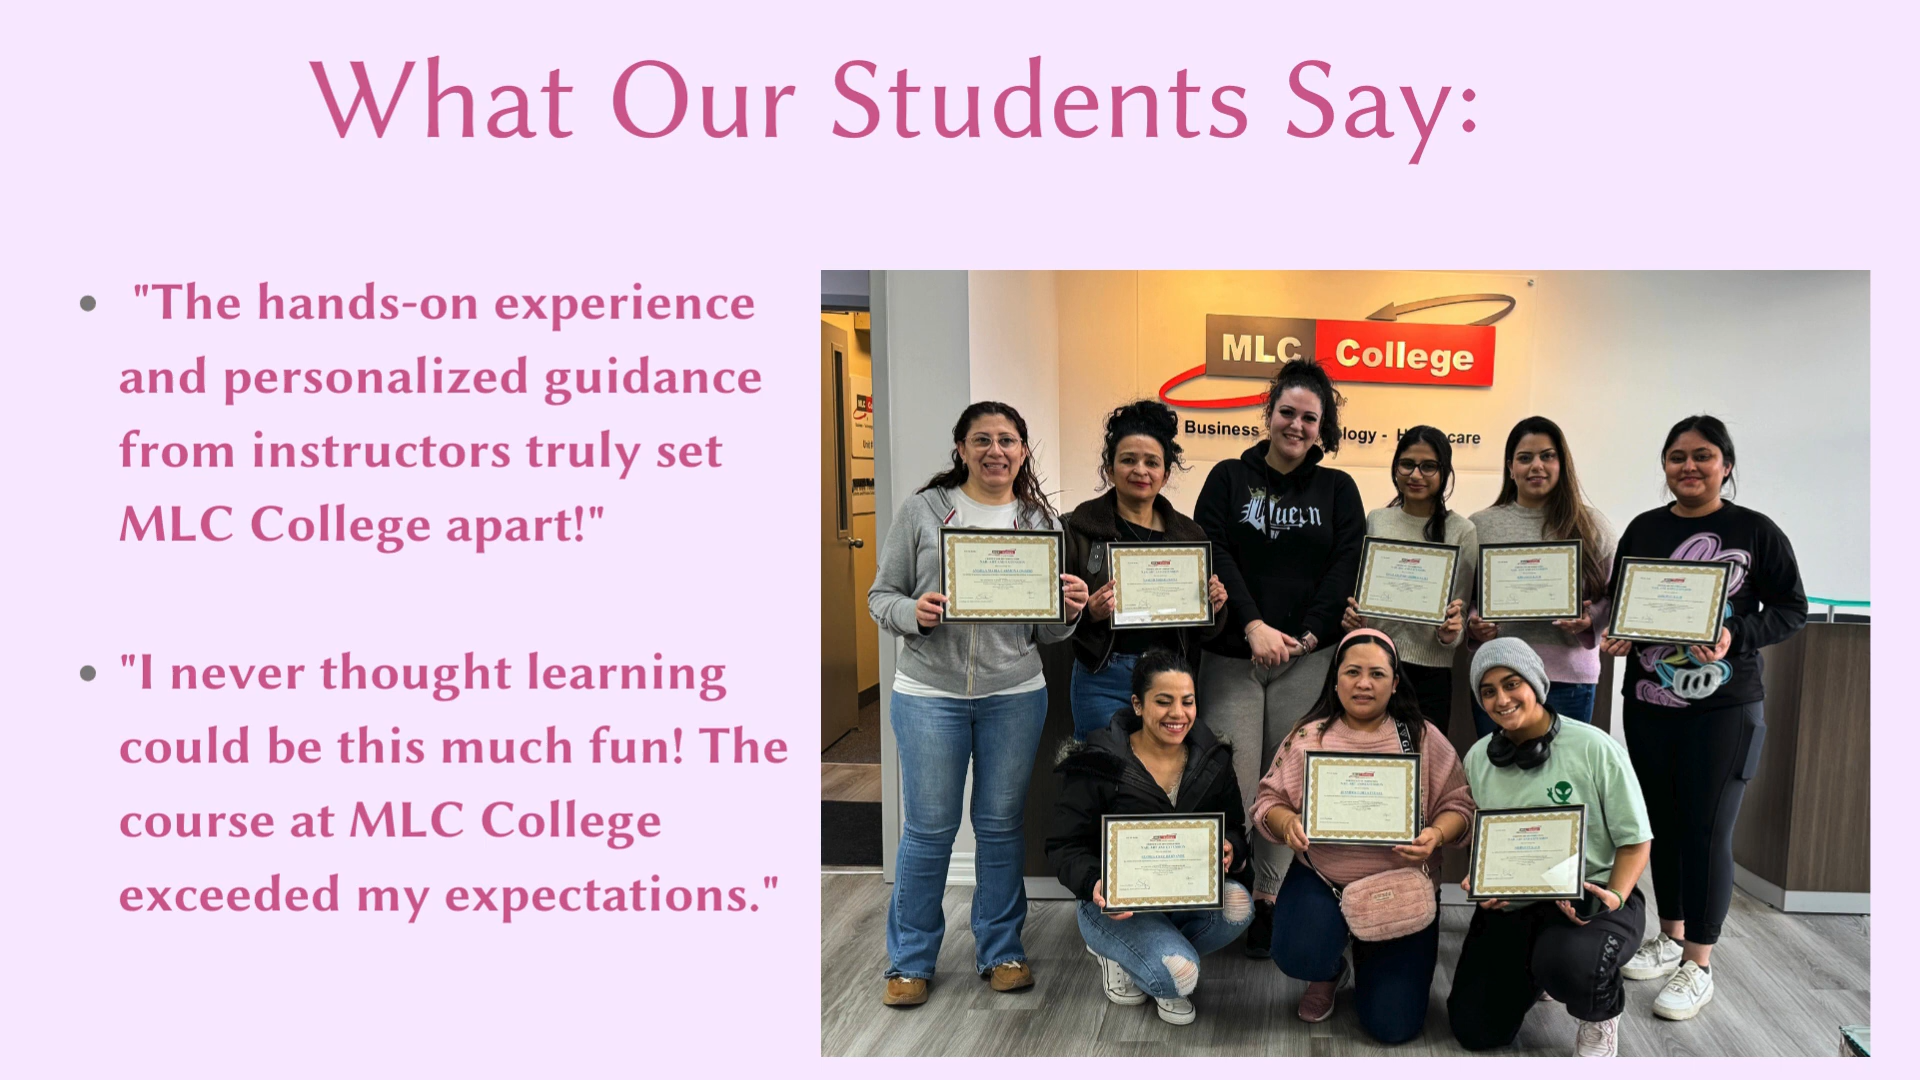 What Our Students Say:
"The hands-on experience
and personalized guidance
from instructors truly set
MLC College apart!"
"I never thought learning
could be this much fun! The
course at MLC College
exceeded my expectations."
MLC College
Business
Queen